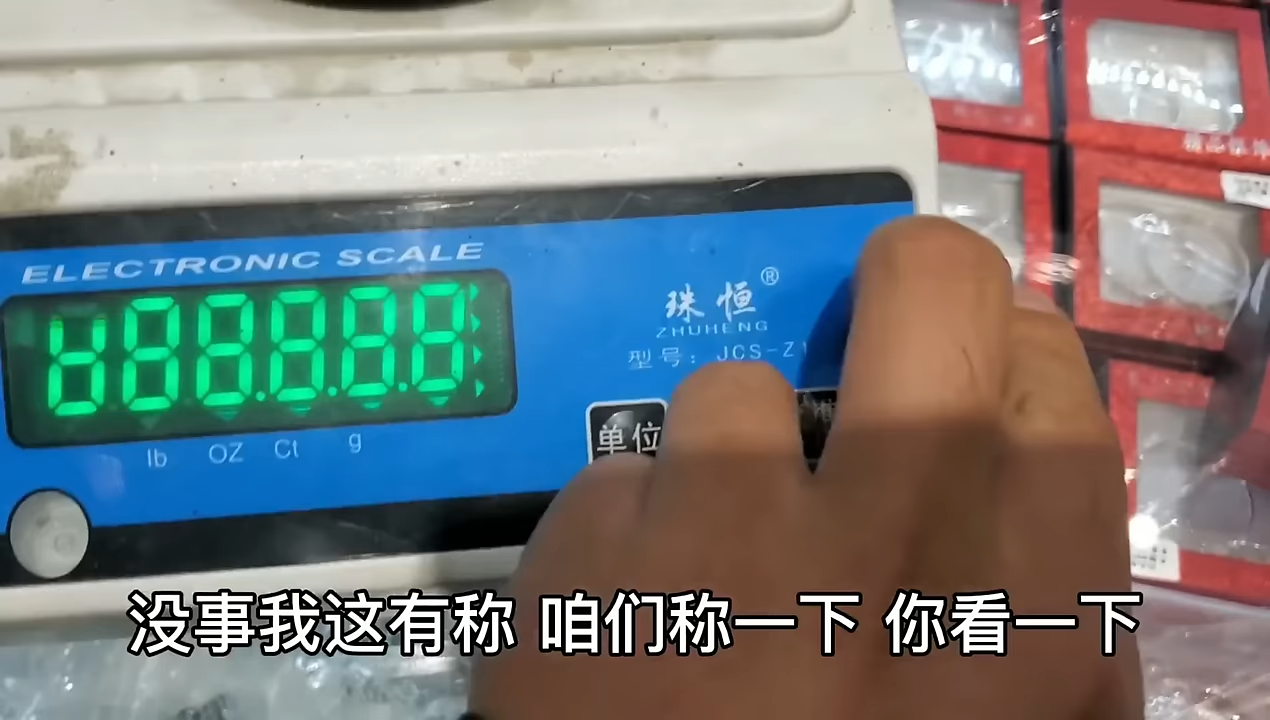 ELECTRONIC SCALE
珠恒®
ZHUHENG
型号：JCS-Z
lb OZ Ct g
单位
没事我这有称 咱们称一下 你看一下